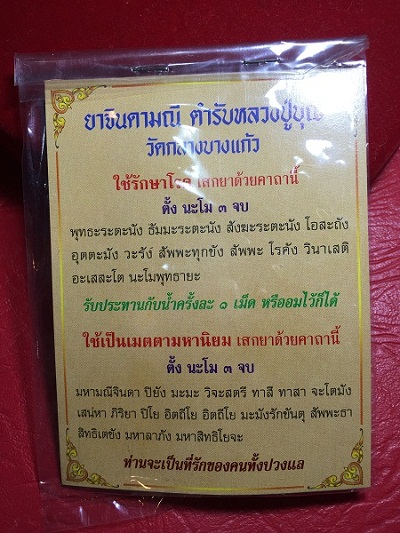 ยาจินดามณี ตำรับหลวงปู่บุญ
วัดกลางบางแก้ว
ใช้รักษาโรค เสกยาด้วยคาถานี้
ตั้ง นะโม ๓ จบ
พุทธะระตะนัง ธัมมะระตะนัง สังฆะระตะนัง โอสะถัง
อุตตะมัง วะรัง สัพพะทุกขัง สัพพะ โรคัง วินาเสติ
อะเสสะโต นะโมพุทธายะ
รับประทานกับน้ำครั้งละ ๑ เม็ด หรืออมไว้ก็ได้
ใช้เป็นเมตตามหานิยม เสกยาด้วยคาถานี้
ตั้ง นะโม ๓ จบ
มหามณีจินดา ปิยัง มะมะ วิจะสตรี ทาสี ทาสา จะโตมัง
เสน่หา ภิริยา ปิโย อิตถีโย อิตถีโย มะมังรักขันตุ สัพพะธา
สิทธิเตชัง มหาลาภัง มหาสิทธิโยจะ
ท่านจะเป็นที่รักของคนทั้งปวงแล